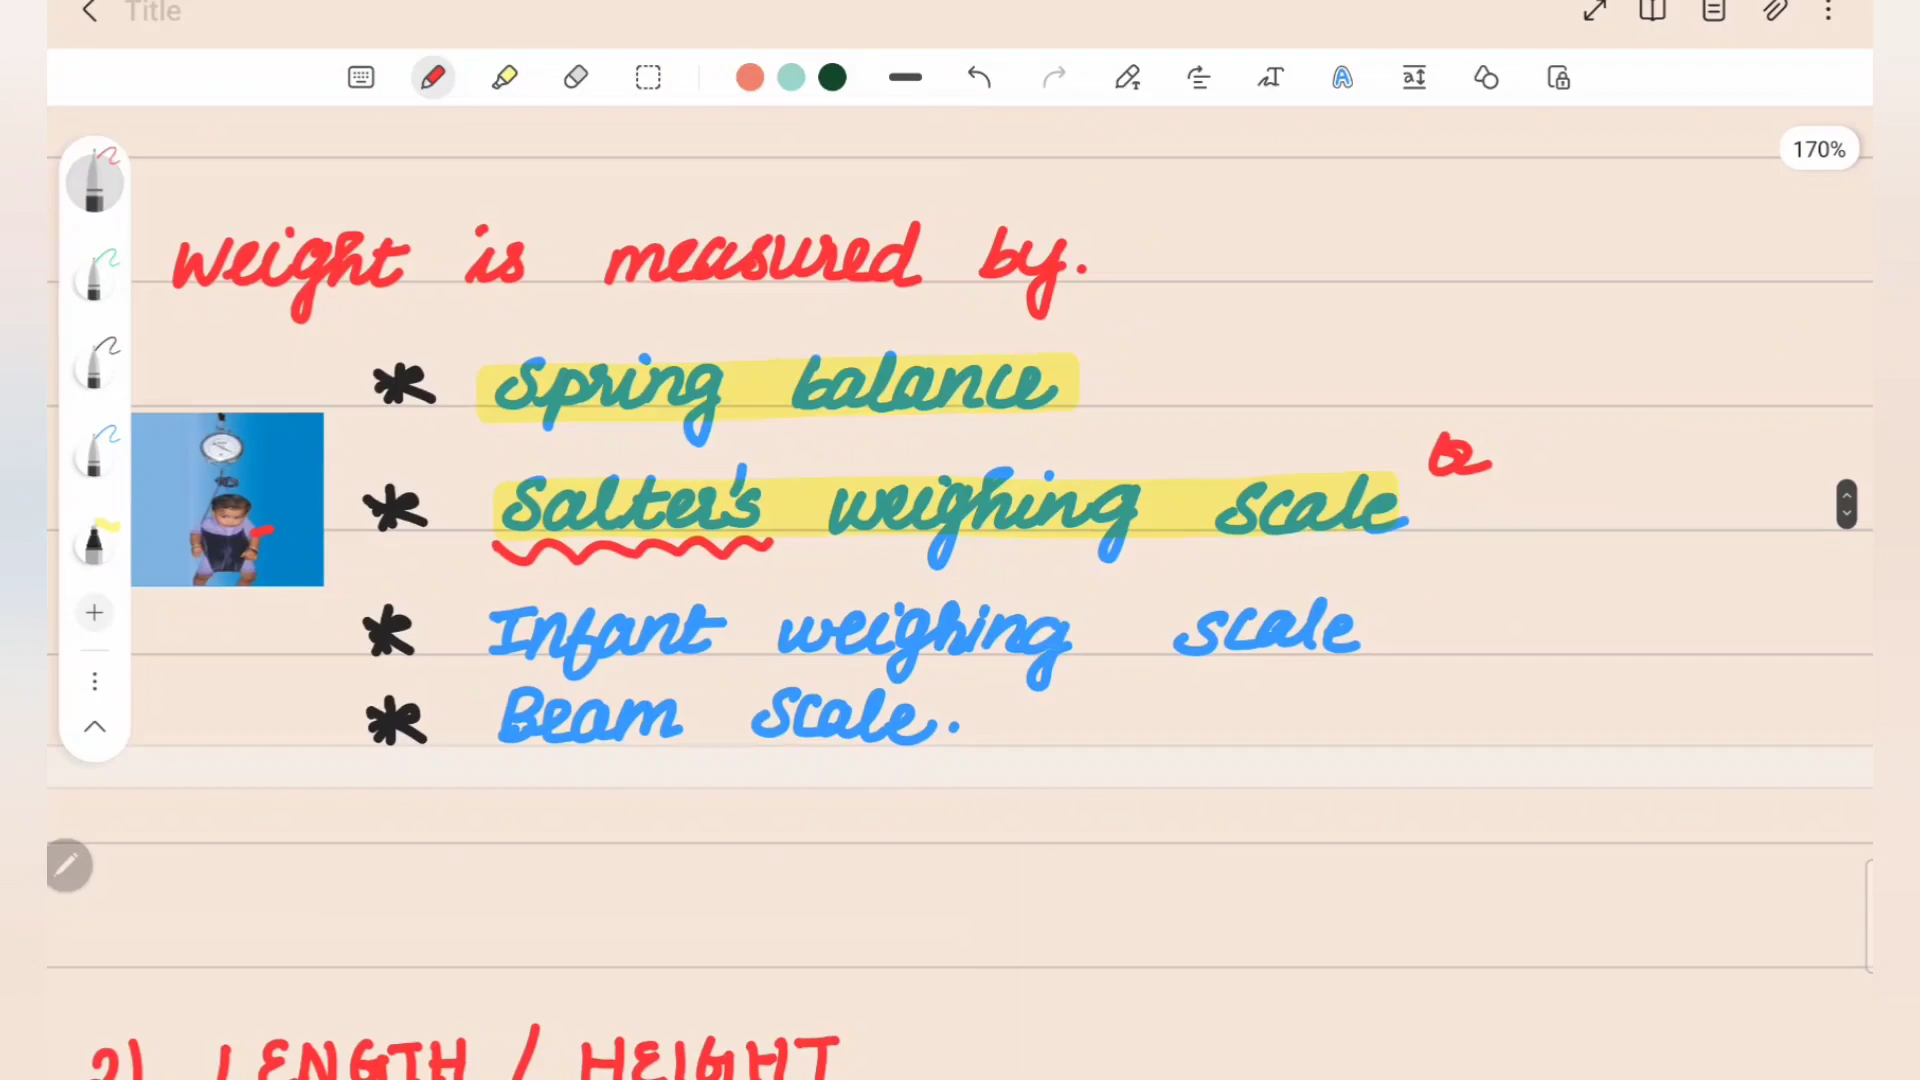 Title
170%
Weight is measured by.
* Spring balance
* Salter's weighing scale
* Infant weighing scale
* Beam Scale.
2) LENGTH / HEIGHT